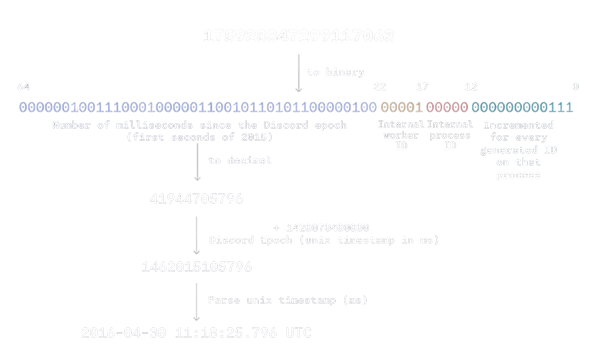 175928847299117063
to binary
64 22 17 12 0
000000100111000100000110010110101100000100 00001 00000 000000000111
Number of milliseconds since the Discord epoch
(first seconds of 2015)
Internal
worker
ID
Internal
process
ID
Incremented
for every
generated ID
on that
process
to decimal
41944705796
+ 1420070400000
Discord Epoch (unix timestamp in ms)
1462015105796
Parse unix timestamp (ms)
2016-04-30 11:18:25.796 UTC